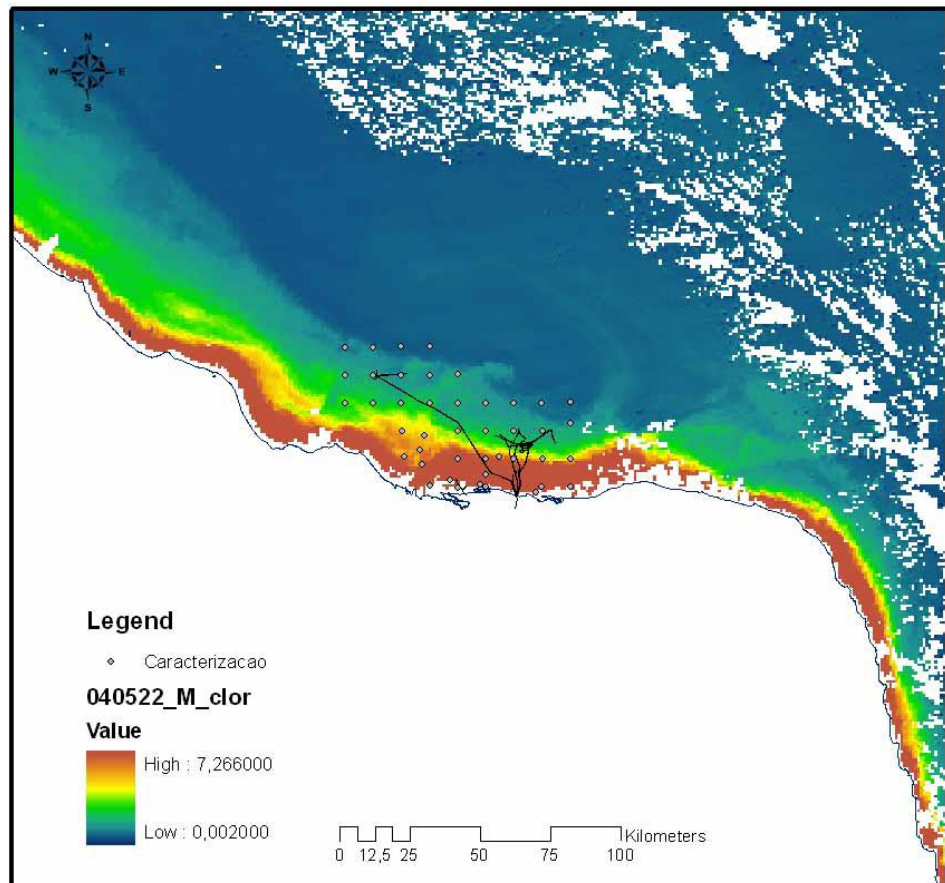 N
W E
S
Legend
Caracterizacao
040522_M_clor
Value
High : 7,266000
Low : 0,002000
Kilometers
0 12,5 25 50 75 100